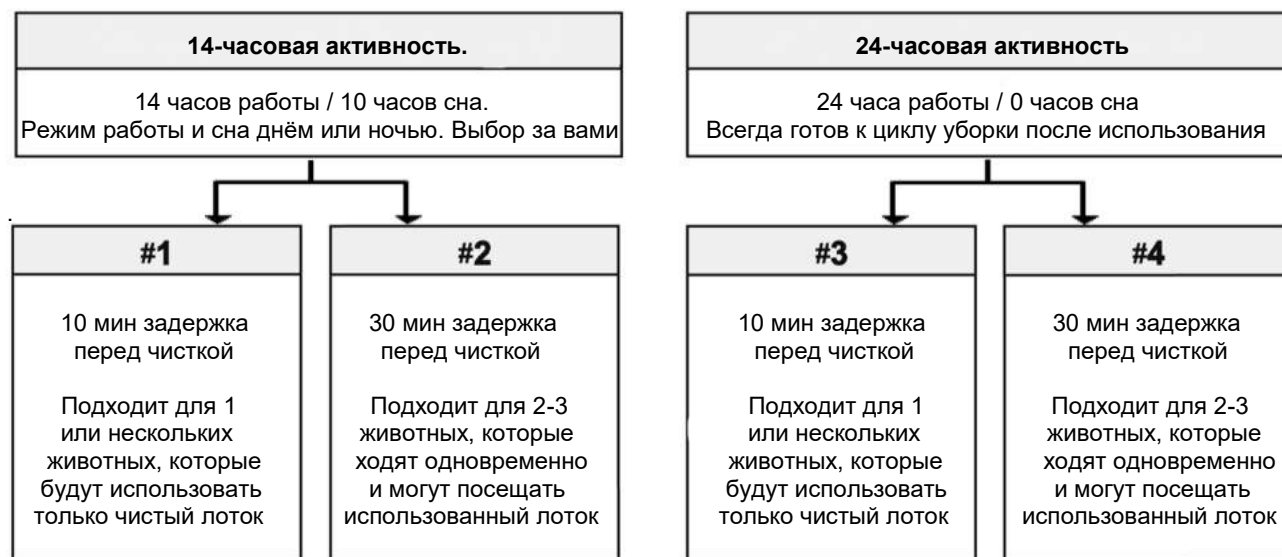 14-часовая активность.
14 часов работы / 10 часов сна.
Режим работы и сна днём или ночью. Выбор за вами
24-часовая активность
24 часа работы / 0 часов сна
Всегда готов к циклу уборки после использования
.
#1
10 мин задержка
перед чисткой
Подходит для 1
или нескольких
животных, которые
будут использовать
только чистый лоток
#2
30 мин задержка
перед чисткой
Подходит для 2-3
животных, которые
ходят одновременно
и могут посещать
использованный лоток
#3
10 мин задержка
перед чисткой
Подходит для 1
или нескольких
животных, которые
будут использовать
только чистый лоток
#4
30 мин задержка
перед чисткой
Подходит для 2-3
животных, которые
ходят одновременно
и могут посещать
использованный лоток